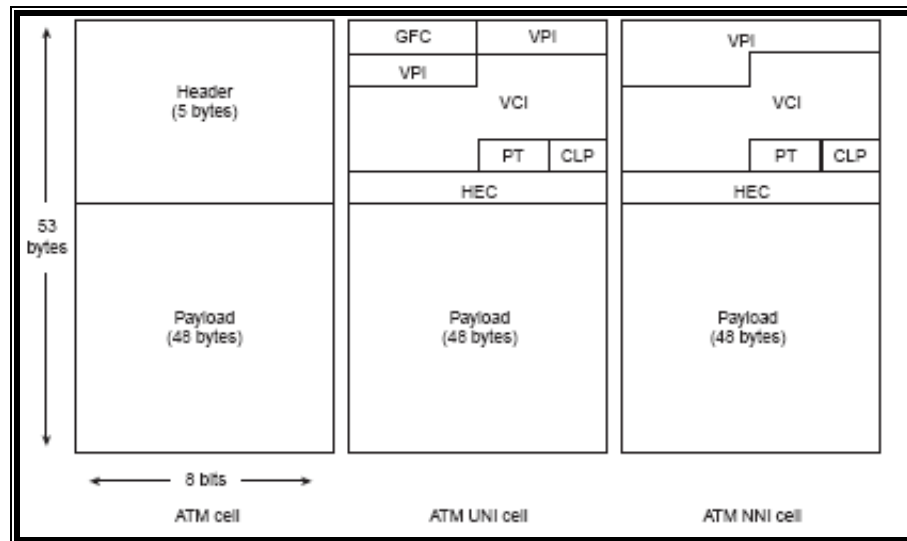 53
bytes
Header
(5 bytes)
Payload
(48 bytes)
8 bits
ATM cell
GFC VPI
VPI
VCI
PT CLP
HEC
Payload
(48 bytes)
ATM UNI cell
VPI
VCI
PT CLP
HEC
Payload
(48 bytes)
ATM NNI cell